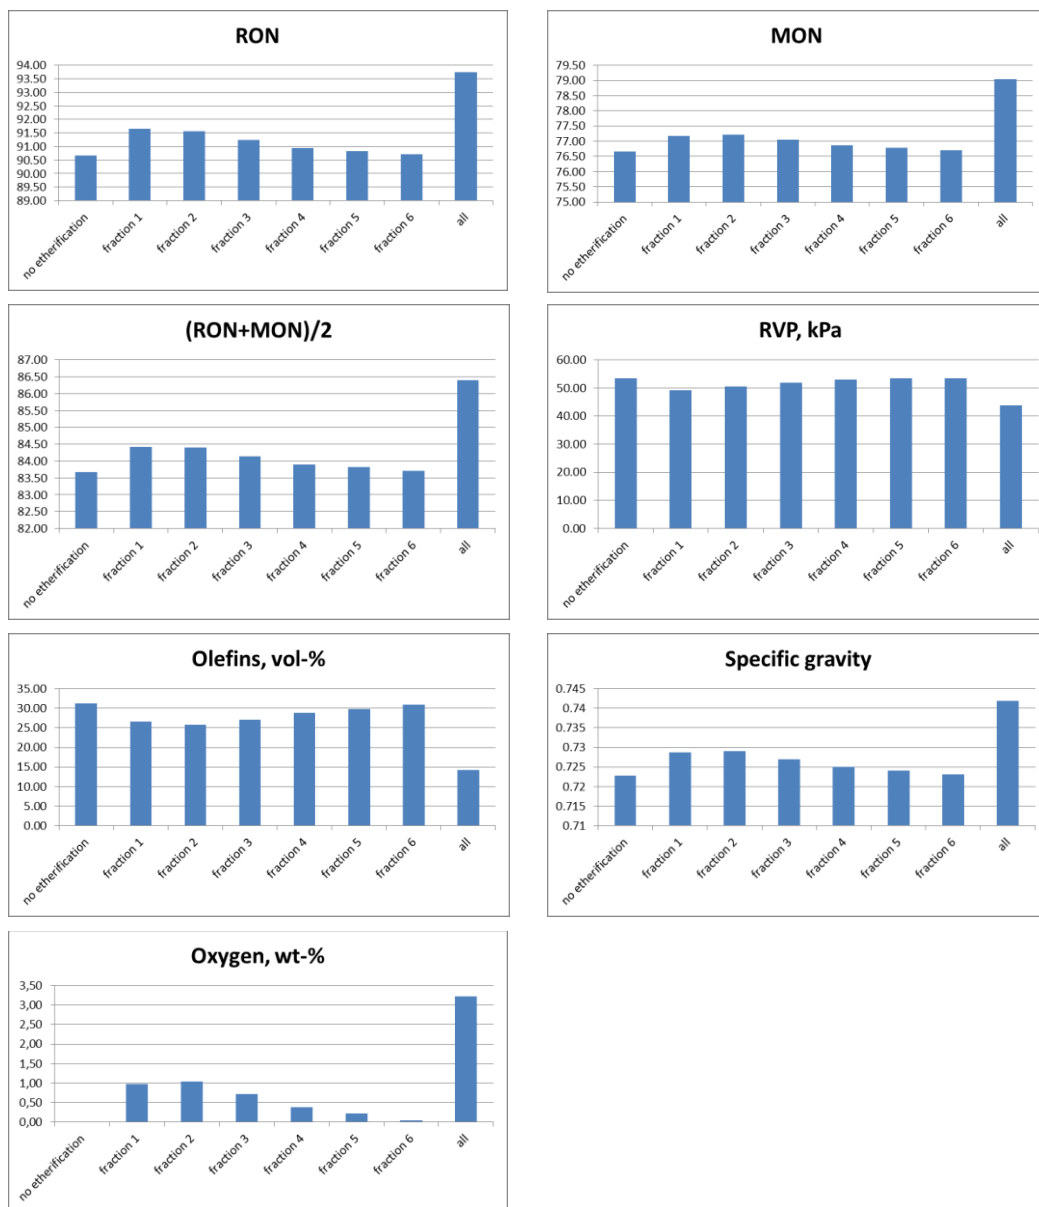 RON
94.00
93.50
93.00
92.50
92.00
91.50
91.00
90.50
90.00
89.50
89.00
no etherification
fraction 1
fraction 2
fraction 3
fraction 4
fraction 5
fraction 6
all
MON
79.50
79.00
78.50
78.00
77.50
77.00
76.50
76.00
75.50
75.00
no etherification
fraction 1
fraction 2
fraction 3
fraction 4
fraction 5
fraction 6
all
(RON+MON)/2
87.00
86.50
86.00
85.50
85.00
84.50
84.00
83.50
83.00
82.50
82.00
no etherification
fraction 1
fraction 2
fraction 3
fraction 4
fraction 5
fraction 6
all
RVP, kPa
60.00
50.00
40.00
30.00
20.00
10.00
0.00
no etherification
fraction 1
fraction 2
fraction 3
fraction 4
fraction 5
fraction 6
all
Olefins, vol-%
35.00
30.00
25.00
20.00
15.00
10.00
5.00
0.00
no etherification
fraction 1
fraction 2
fraction 3
fraction 4
fraction 5
fraction 6
all
Specific gravity
0.745
0.74
0.735
0.73
0.725
0.72
0.715
0.71
no etherification
fraction 1
fraction 2
fraction 3
fraction 4
fraction 5
fraction 6
all
Oxygen, wt-%
3,50
3,00
2,50
2,00
1,50
1,00
0,50
0,00
no etherification
fraction 1
fraction 2
fraction 3
fraction 4
fraction 5
fraction 6
all